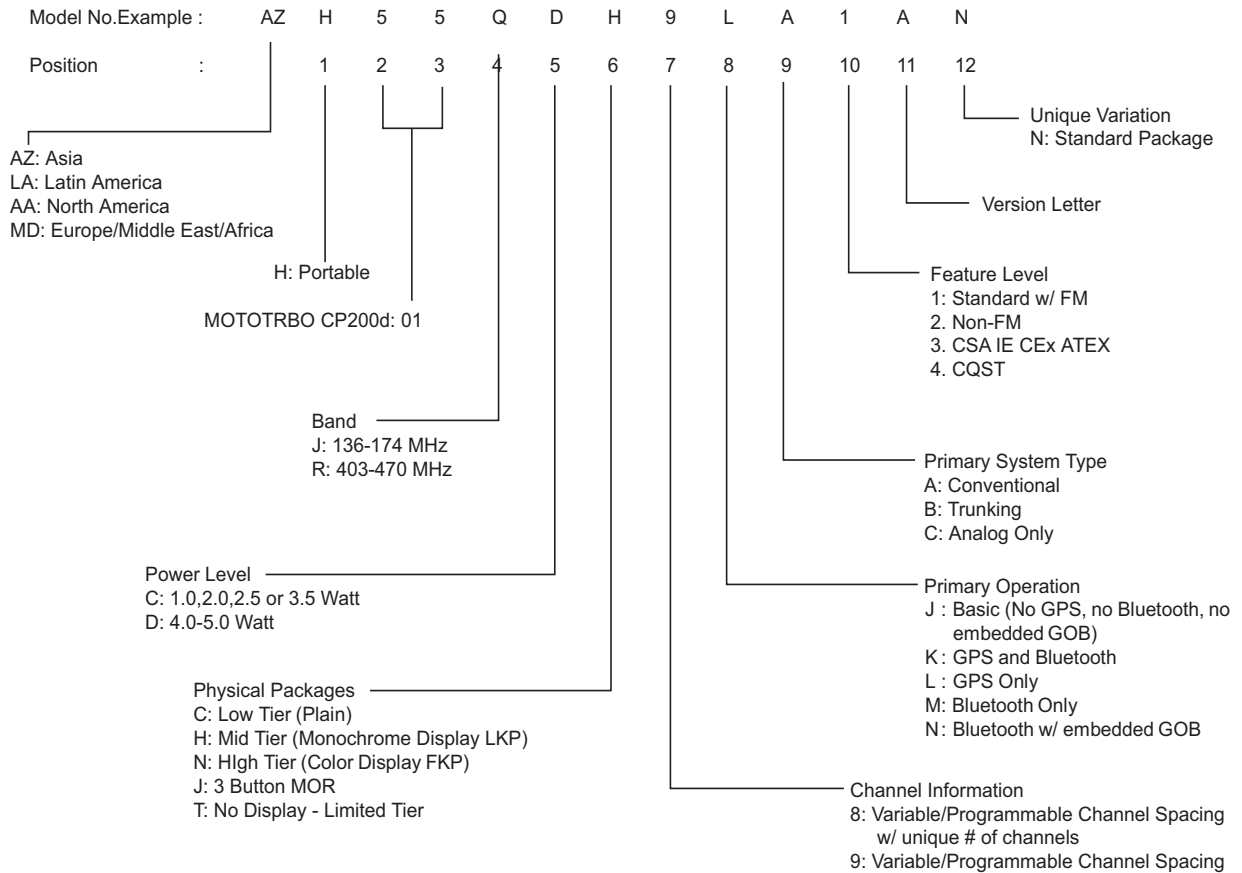 Model No.Example : AZ H 5 5 Q D H 9 L A 1 A N
Position : 1 2 3 4 5 6 7 8 9 10 11 12
Unique Variation
N: Standard Package
AZ: Asia
LA: Latin America
AA: North America
MD: Europe/Middle East/Africa
Version Letter
H: Portable
Feature Level
1: Standard w/ FM
2. Non-FM
3. CSA IE CEx ATEX
4. CQST
MOTOTRBO CP200d: 01
Band
J: 136-174 MHz
R: 403-470 MHz
Primary System Type
A: Conventional
B: Trunking
C: Analog Only
Power Level
C: 1.0,2.0,2.5 or 3.5 Watt
D: 4.0-5.0 Watt
Primary Operation
J : Basic (No GPS, no Bluetooth, no
embedded GOB)
K : GPS and Bluetooth
L : GPS Only
M: Bluetooth Only
N : Bluetooth w/ embedded GOB
Physical Packages
C: Low Tier (Plain)
H: Mid Tier (Monochrome Display LKP)
N: HIgh Tier (Color Display FKP)
J: 3 Button MOR
T: No Display - Limited Tier
Channel Information
8: Variable/Programmable Channel Spacing
w/ unique # of channels
9: Variable/Programmable Channel Spacing